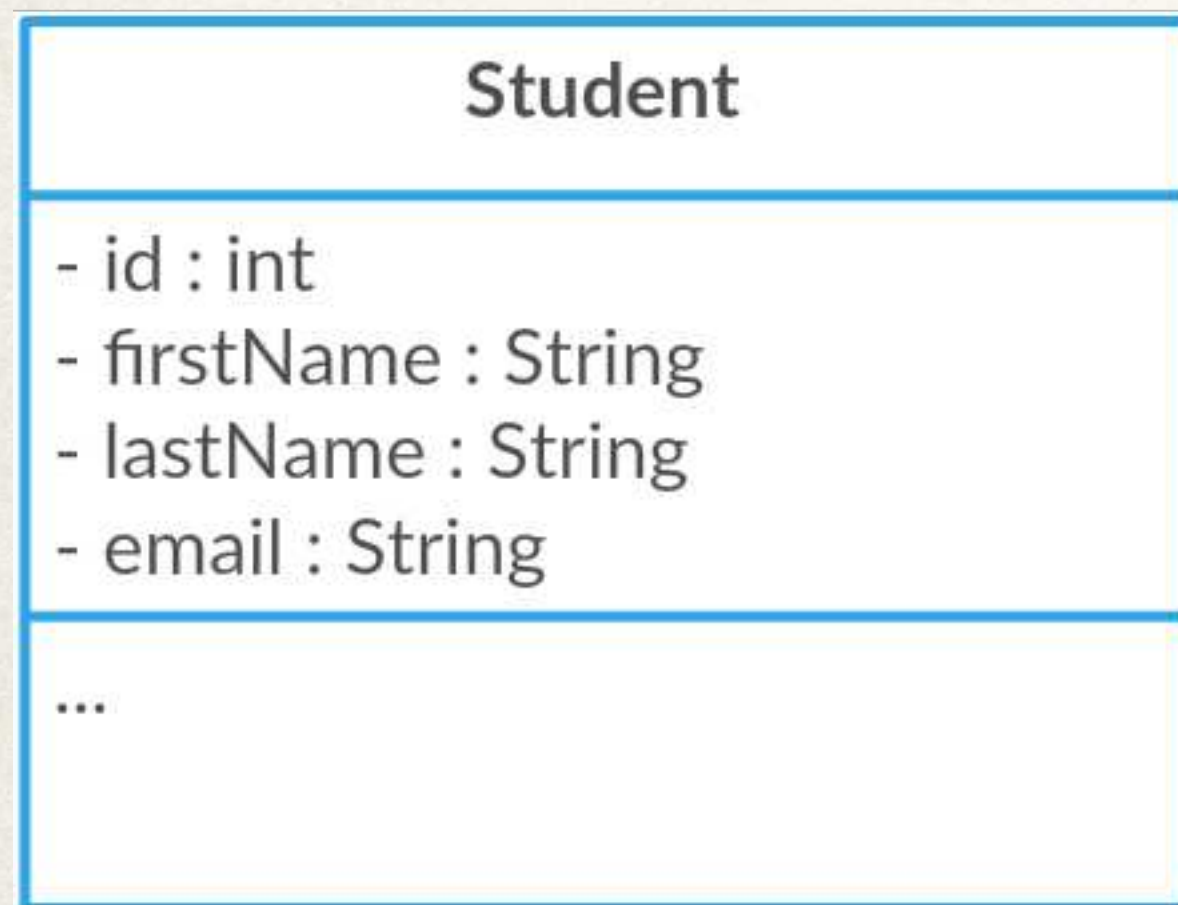 Student
- id : int
- firstName : String
- lastName : String
- email : String
...